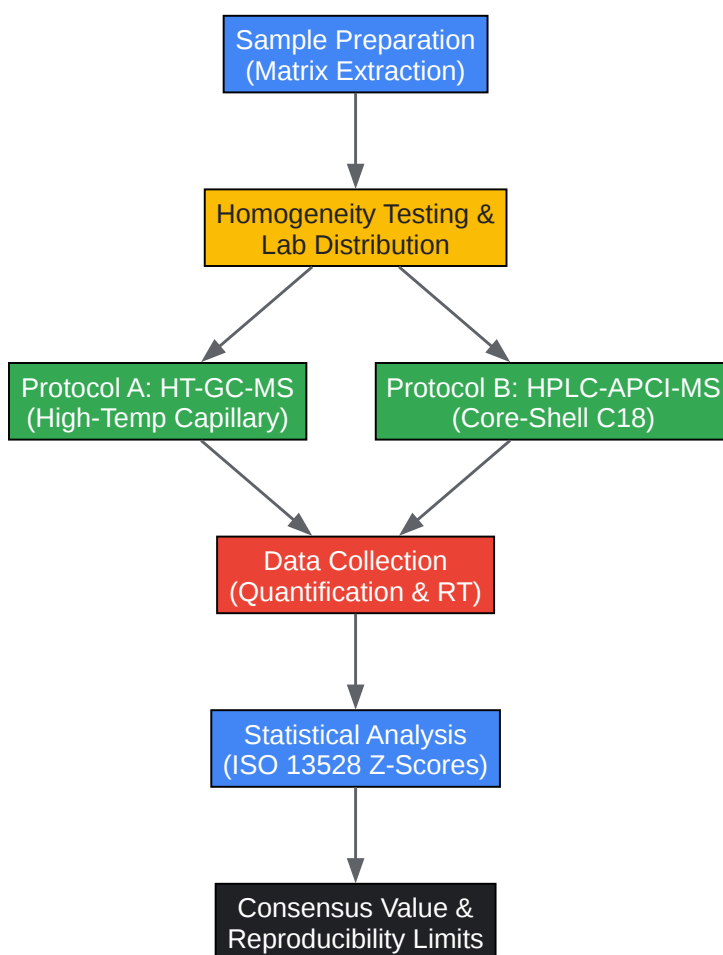 Sample Preparation
(Matrix Extraction)
Homogeneity Testing &
Lab Distribution
Protocol A: HT-GC-MS
(High-Temp Capillary)
Protocol B: HPLC-APCI-MS
(Core-Shell C18)
Data Collection
(Quantification & RT)
Statistical Analysis
(ISO 13528 Z-Scores)
Consensus Value &
Reproducibility Limits